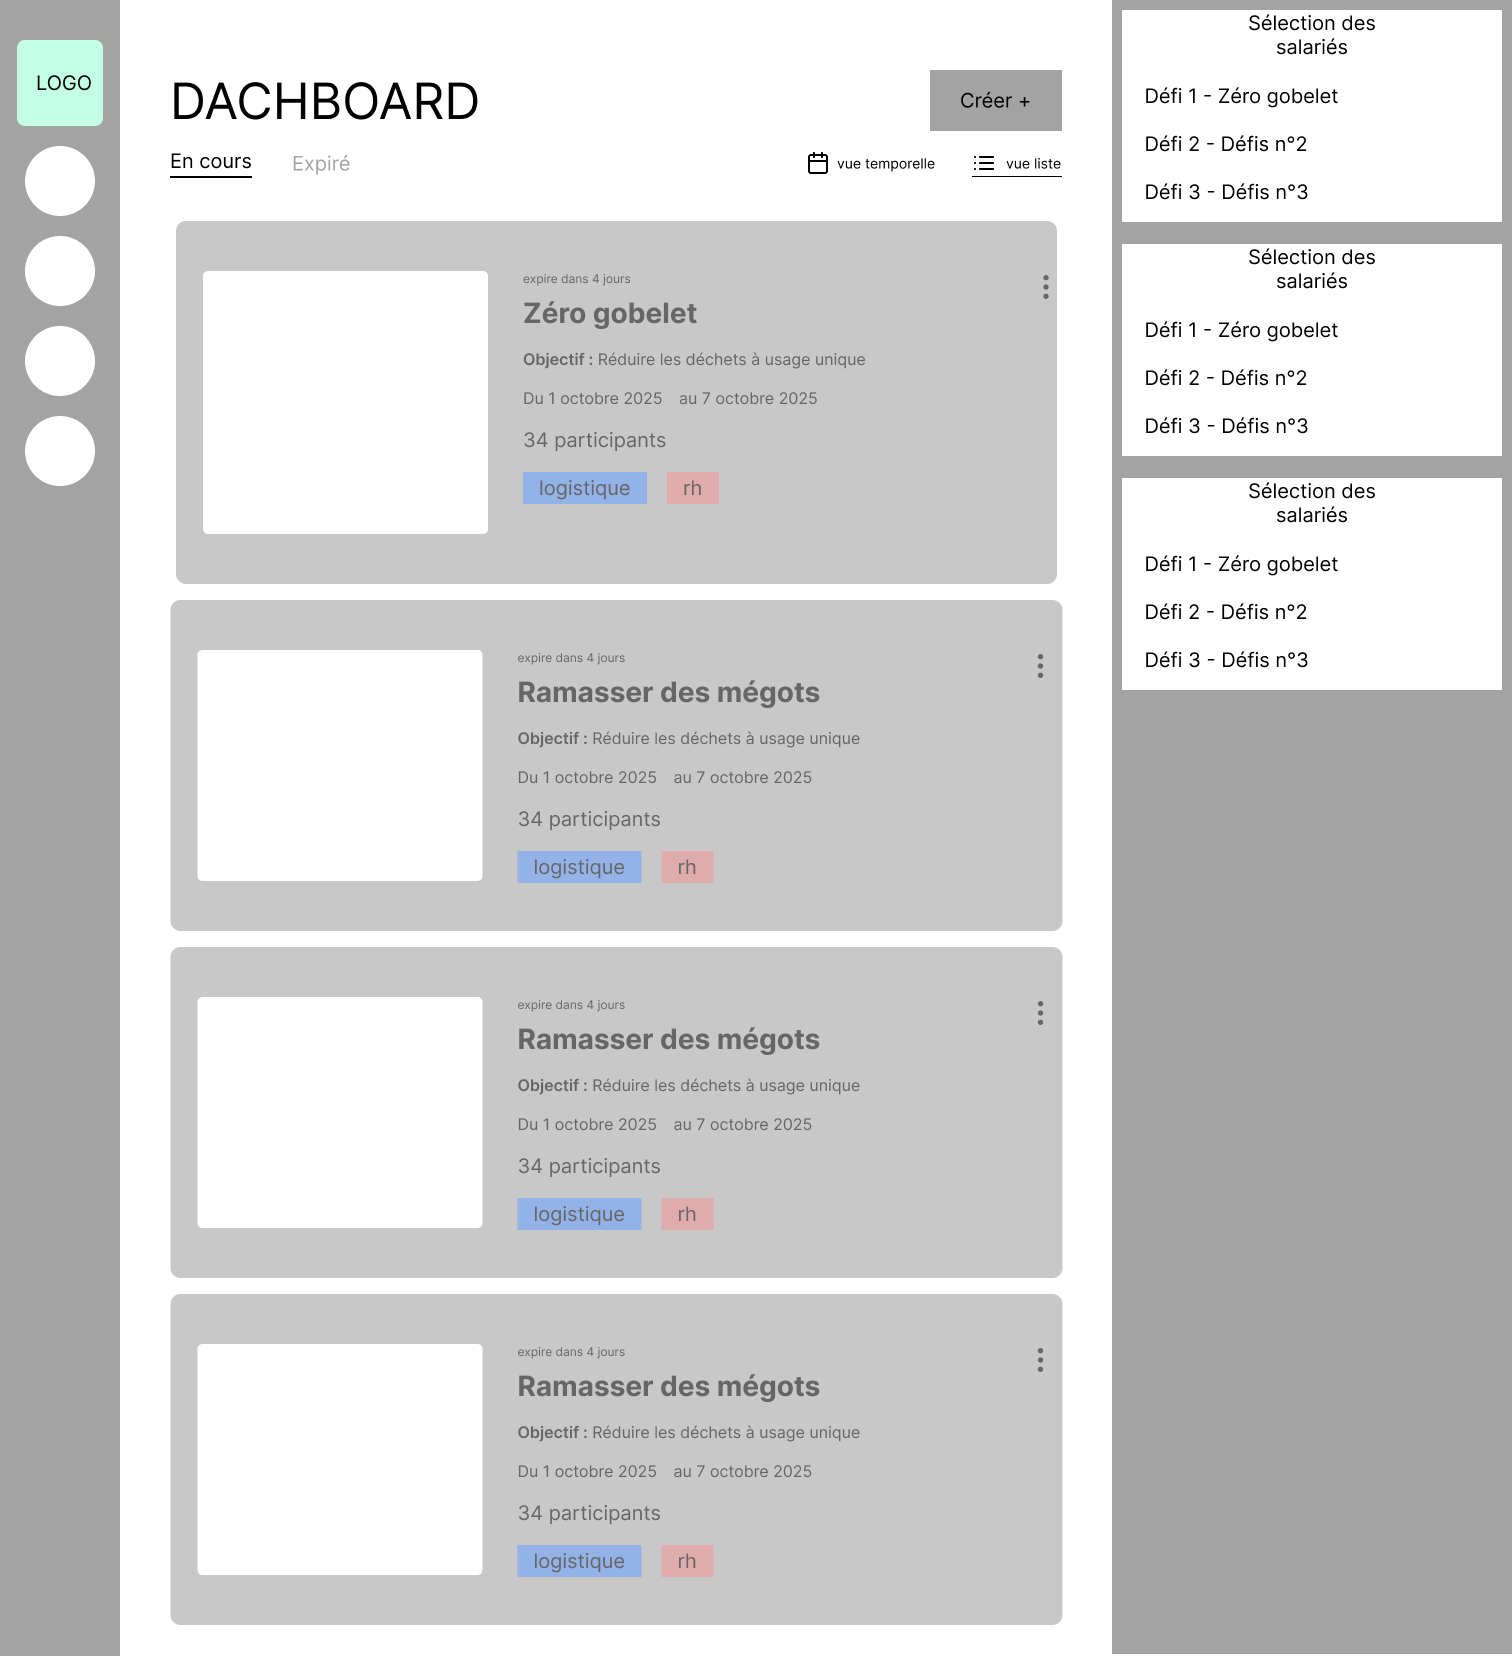 LOGO
DACHBOARD
Créer +
En cours
Expiré
vue temporelle
vue liste
expire dans 4 jours
Zéro gobelet
Objectif : Réduire les déchets à usage unique
Du 1 octobre 2025 au 7 octobre 2025
34 participants
logistique
rh
expire dans 4 jours
Ramasser des mégots
Objectif : Réduire les déchets à usage unique
Du 1 octobre 2025 au 7 octobre 2025
34 participants
logistique
rh
expire dans 4 jours
Ramasser des mégots
Objectif : Réduire les déchets à usage unique
Du 1 octobre 2025 au 7 octobre 2025
34 participants
logistique
rh
expire dans 4 jours
Ramasser des mégots
Objectif : Réduire les déchets à usage unique
Du 1 octobre 2025 au 7 octobre 2025
34 participants
logistique
rh
Sélection des
salariés
Défi 1 - Zéro gobelet
Défi 2 - Défis n°2
Défi 3 - Défis n°3
Sélection des
salariés
Défi 1 - Zéro gobelet
Défi 2 - Défis n°2
Défi 3 - Défis n°3
Sélection des
salariés
Défi 1 - Zéro gobelet
Défi 2 - Défis n°2
Défi 3 - Défis n°3